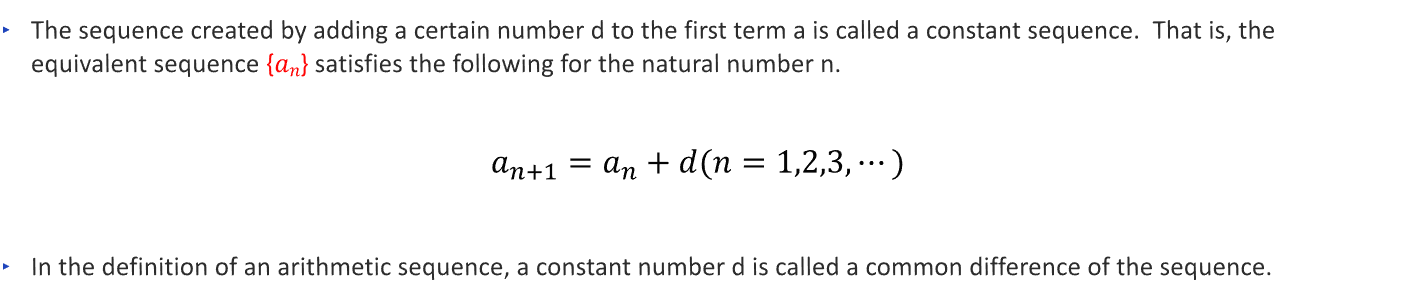 ‣ The sequence created by adding a certain number d to the first term a is called a constant sequence.  That is, the
equivalent sequence {aₙ} satisfies the following for the natural number n.
aₙ₊₁ = aₙ + d(n = 1,2,3, ⋯ )
‣ In the definition of an arithmetic sequence, a constant number d is called a common difference of the sequence.